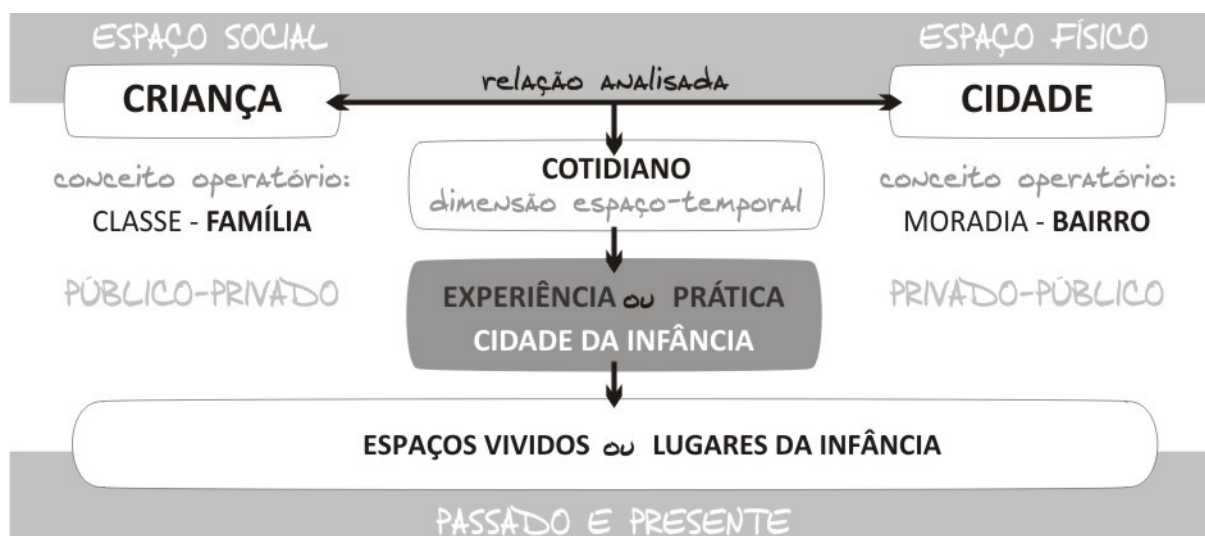 ESPAÇO SOCIAL
ESPAÇO FÍSICO
CRIANÇA
relação analisada
CIDADE
conceito operatório:
CLASSE - FAMÍLIA
PÚBLICO-PRIVADO
COTIDIANO
dimensão espaço-temporal
EXPERIÊNCIA ou PRÁTICA
CIDADE DA INFÂNCIA
conceito operatório:
MORADIA - BAIRRO
PRIVADO-PÚBLICO
ESPAÇOS VIVIDOS ou LUGARES DA INFÂNCIA
PASSADO E PRESENTE